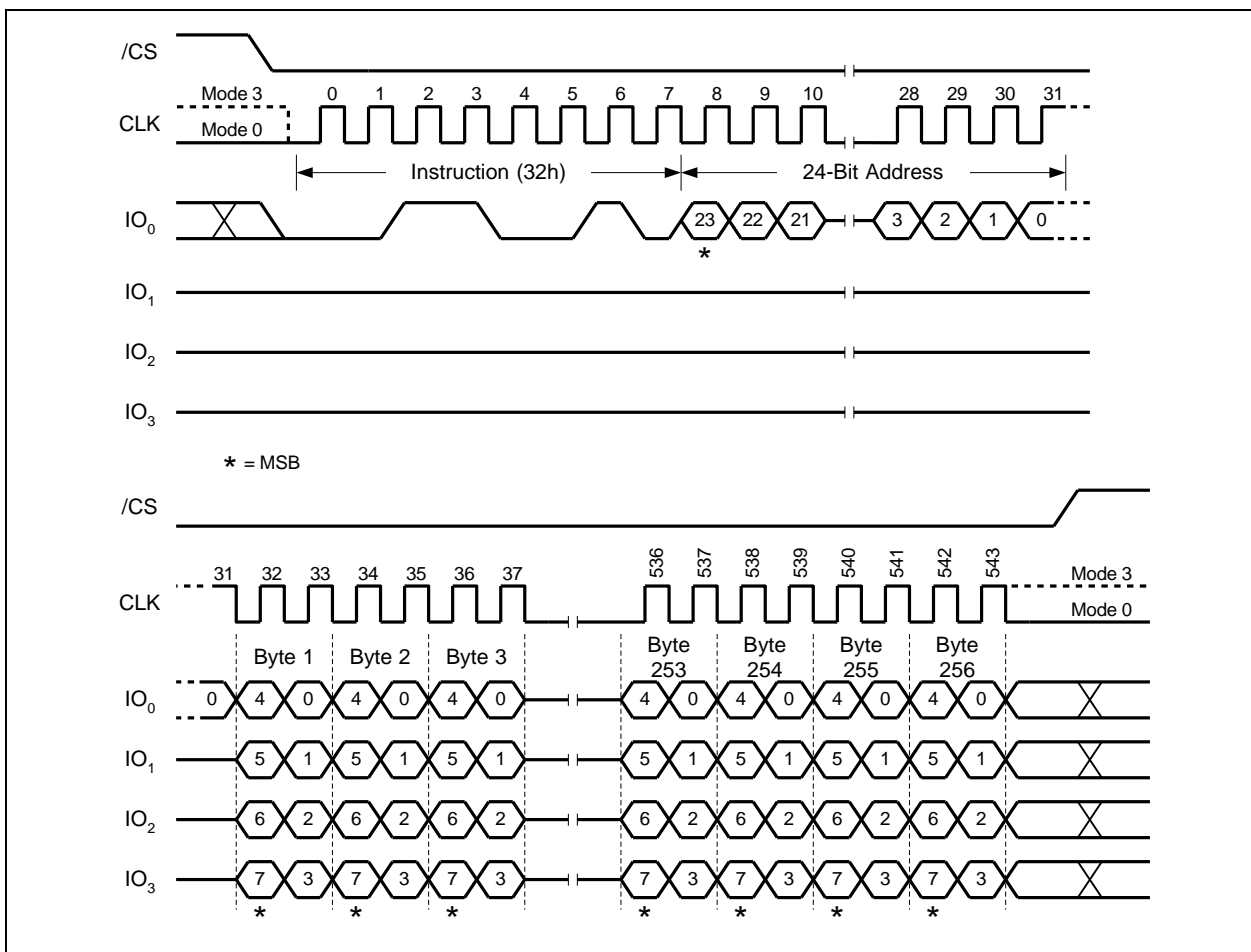 /CS
Mode 3
0 1 2 3 4 5 6 7 8 9 10 28 29 30 31
CLK
Mode 0
Instruction (32h) 24-Bit Address
IO0 23 22 21 3 2 1 0
*
IO1
IO2
IO3
* = MSB
/CS
31 32 33 34 35 36 37 536 537 538 539 540 541 542 543
Mode 3
CLK
Mode 0
Byte 1 Byte 2 Byte 3 Byte 253 Byte 254 Byte 255 Byte 256
IO0 0 4 0 4 0 4 0 4 0 4 0 4 0 4 0
IO1 5 1 5 1 5 1 5 1 5 1 5 1 5 1
IO2 6 2 6 2 6 2 6 2 6 2 6 2 6 2
IO3 7 3 7 3 7 3 7 3 7 3 7 3 7 3
* * * * * * *